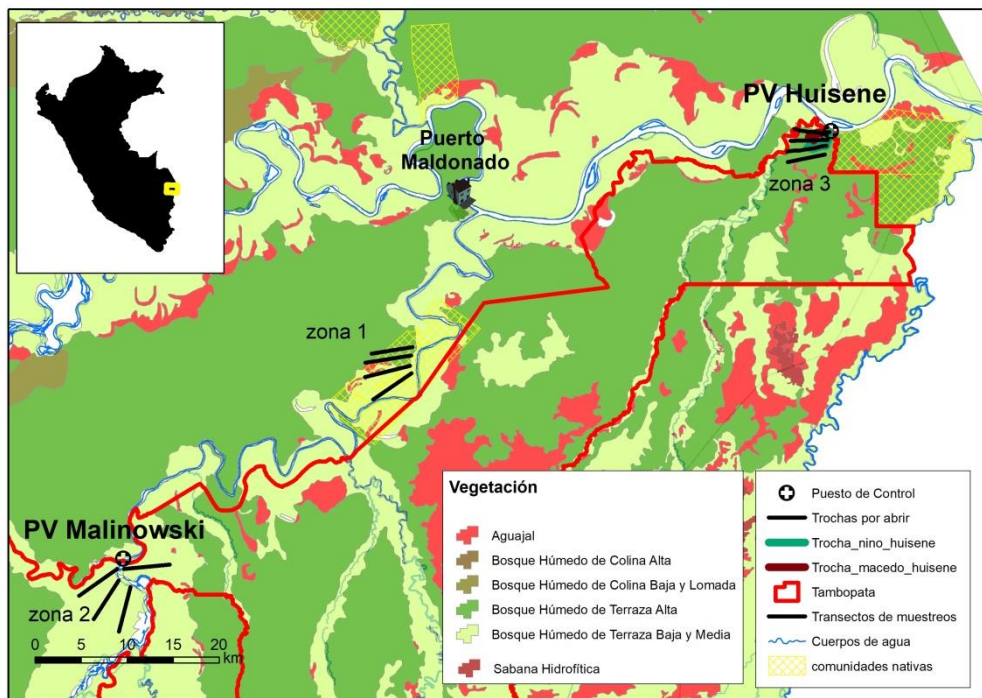 PV Huisene
Puerto
Maldonado
zona 3
zona 1
PV Malinowski
zona 2
0 5 10 15 20
km
Vegetación
Aguajal
Bosque Húmedo de Colina Alta
Bosque Húmedo de Colina Baja y Lomada
Bosque Húmedo de Terraza Alta
Bosque Húmedo de Terraza Baja y Media
Sabana Hidrofítica
Puesto de Control
Trochas por abrir
Trocha_nino_huisene
Trocha_macedo_huisene
Tambopata
Transectos de muestreos
Cuerpos de agua
comunidades nativas